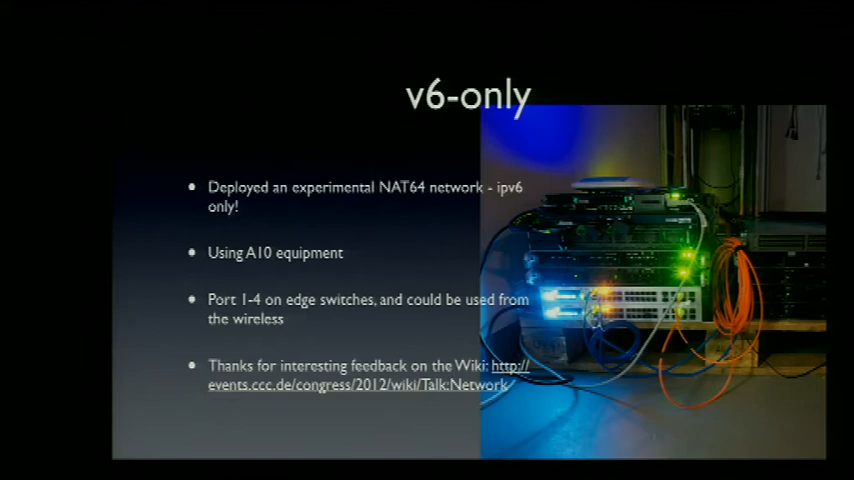 v6-only
• Deployed an experimental NAT64 network - ipv6
only!
• Using A10 equipment
• Port 1-4 on edge switches, and could be used from
the wireless
• Thanks for interesting feedback on the Wiki: http://
events.ccc.de/congress/2012/wiki/Talk:Network